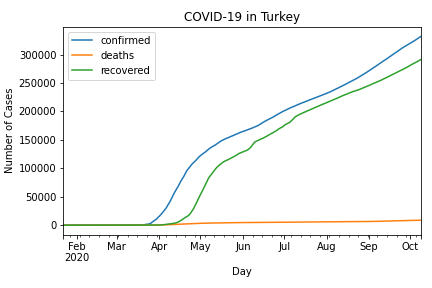 COVID-19 in Turkey
confirmed
deaths
recovered
Number of Cases
300000
250000
200000
150000
100000
50000
0
Feb Mar Apr May Jun Jul Aug Sep Oct
2020
Day